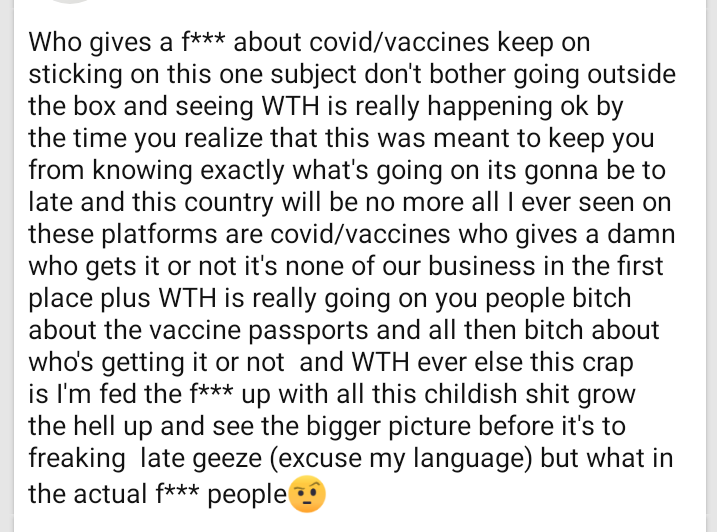 Who gives a f*** about covid/vaccines keep on
sticking on this one subject don't bother going outside
the box and seeing WTH is really happening ok by
the time you realize that this was meant to keep you
from knowing exactly what's going on its gonna be to
late and this country will be no more all I ever seen on
these platforms are covid/vaccines who gives a damn
who gets it or not it's none of our business in the first
place plus WTH is really going on you people bitch
about the vaccine passports and all then bitch about
who's getting it or not  and WTH ever else this crap
is I'm fed the f*** up with all this childish shit grow
the hell up and see the bigger picture before it's to
freaking  late geeze (excuse my language) but what in
the actual f*** people🤨